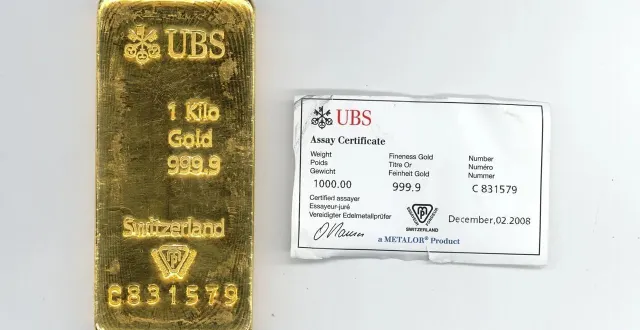 UBS
1 Kilo
Gold
999.9
Switzerland
MP
C831579
UBS
Assay Certificate
Weight Fineness Gold Number
Poids Titre Or Numéro
Gewicht Feinheit Gold Nummer
1000.00 999.9 C 831579
Certified assayer
Essayeur-juré
Vereidigter Edelmetallprüfer
MP
SWITZERLAND
December,02.2008
a METALOR® Product